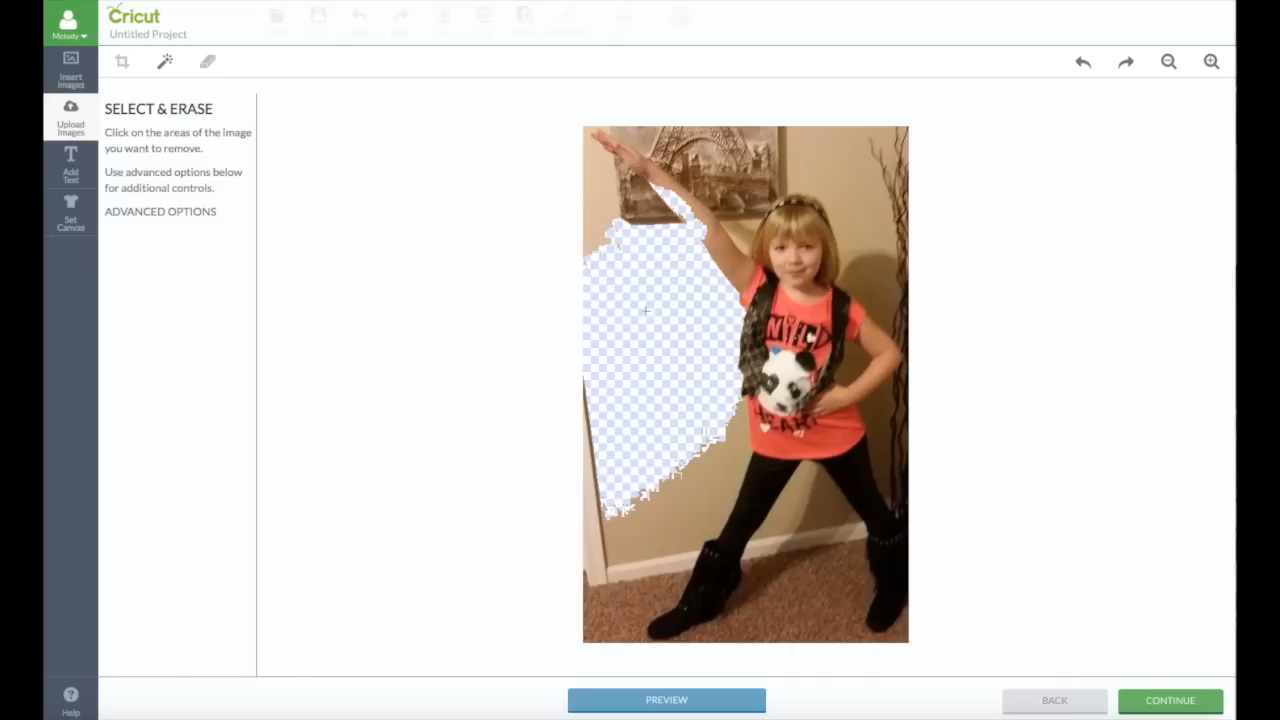 Cricut
Untitled Project
Melody
Insert
Images
Upload
Images
Add
Text
Set
Canvas
Help
SELECT & ERASE
Click on the areas of the image
you want to remove.
Use advanced options below
for additional controls.
ADVANCED OPTIONS
WILD
HEART
PREVIEW
BACK
CONTINUE